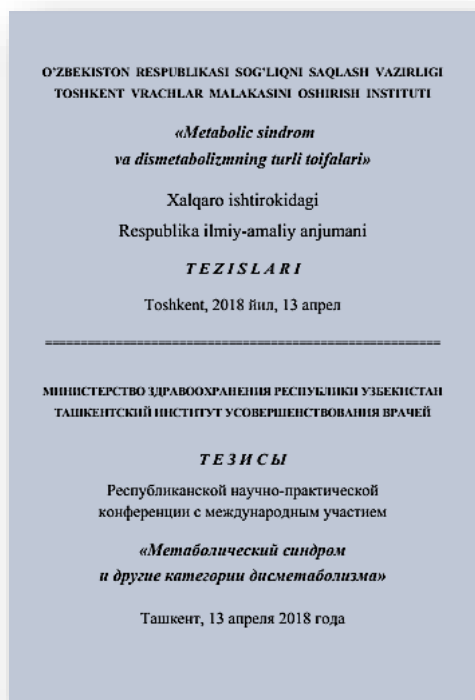 O'ZBEKISTON RESPUBLIKASI SOG'LIQNI SAQLASH VAZIRLIGI
TOSHKENT VRACHLAR MALAKASINI OSHIRISH INSTITUTI
«Metabolic sindrom
va dismetabolizmning turli toifalari»
Xalqaro ishtirokidagi
Respublika ilmiy-amaliy anjumani
TEZISLARI
Toshkent, 2018 йил, 13 апрел
МИНИСТЕРСТВО ЗДРАВООХРАНЕНИЯ РЕСПУБЛИКИ УЗБЕКИСТАН
ТАШКЕНТСКИЙ ИНСТИТУТ УСОВЕРШЕНСТВОВАНИЯ ВРАЧЕЙ
ТЕЗИСЫ
Республиканской научно-практической
конференции с международным участием
«Метаболический синдром
и другие категории дисметаболизма»
Ташкент, 13 апреля 2018 года